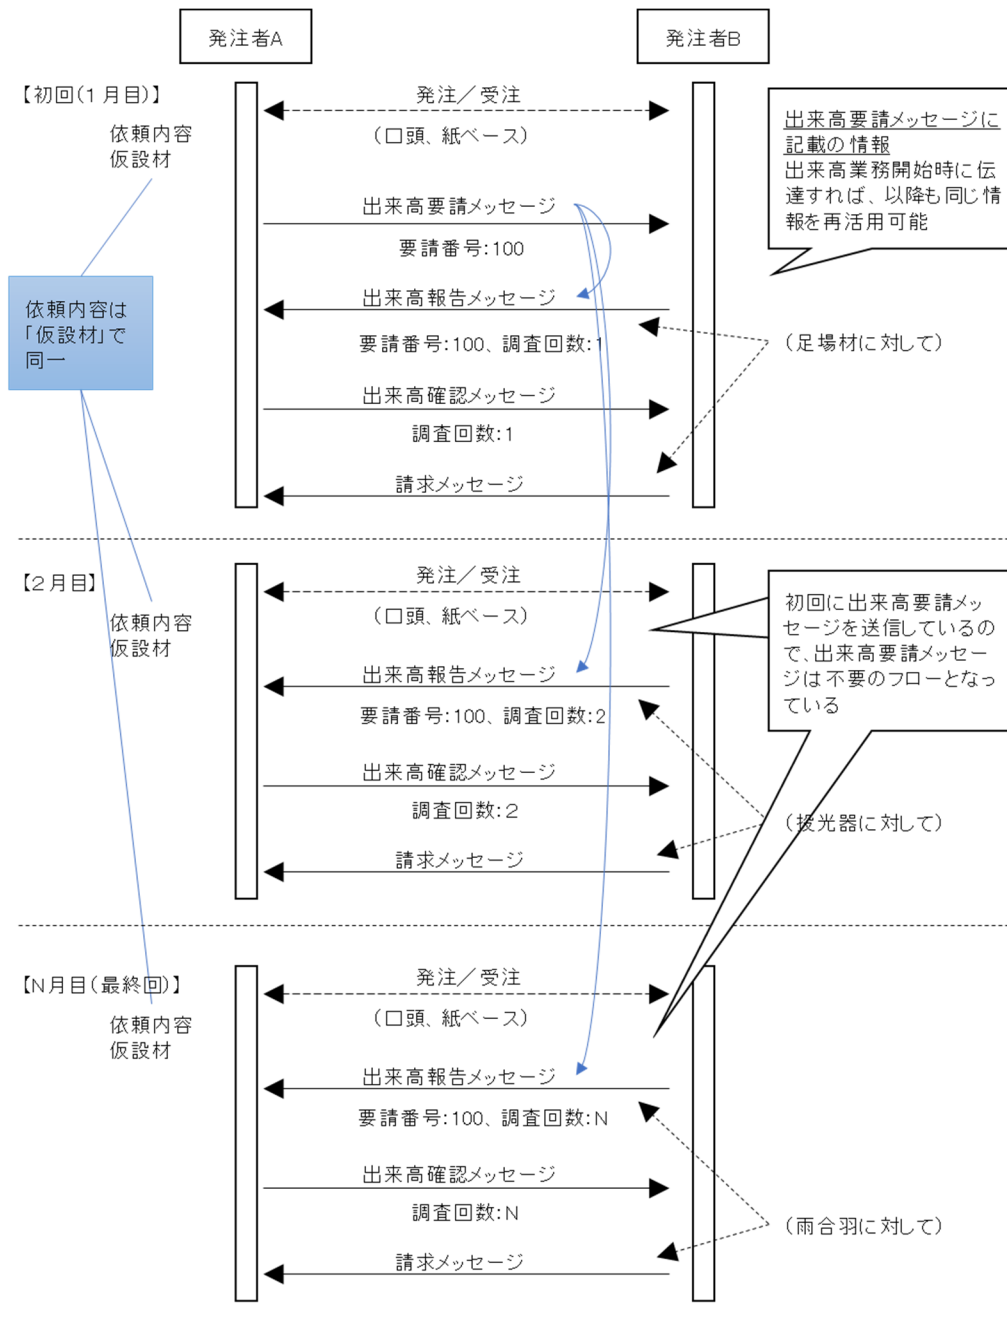 発注者A
発注者B
【初回(1月目)】
依頼内容
仮設材
発注／受注
(口頭、紙ベース)
出来高要請メッセージに
記載の情報
出来高業務開始時に伝
達すれば、以降も同じ情
報を再活用可能
出来高要請メッセージ
要請番号:100
依頼内容は
「仮設材」で
同一
出来高報告メッセージ
要請番号:100、調査回数:1
(足場材に対して)
出来高確認メッセージ
調査回数:1
請求メッセージ
【2月目】
依頼内容
仮設材
発注／受注
(口頭、紙ベース)
初回に出来高要請メッ
セージを送信しているの
で、出来高要請メッセー
ジは不要のフローとなっ
ている
出来高報告メッセージ
要請番号:100、調査回数:2
出来高確認メッセージ
調査回数:2
(投光器に対して)
請求メッセージ
【N月目(最終回)】
依頼内容
仮設材
発注／受注
(口頭、紙ベース)
出来高報告メッセージ
要請番号:100、調査回数:N
出来高確認メッセージ
調査回数:N
(雨合羽に対して)
請求メッセージ